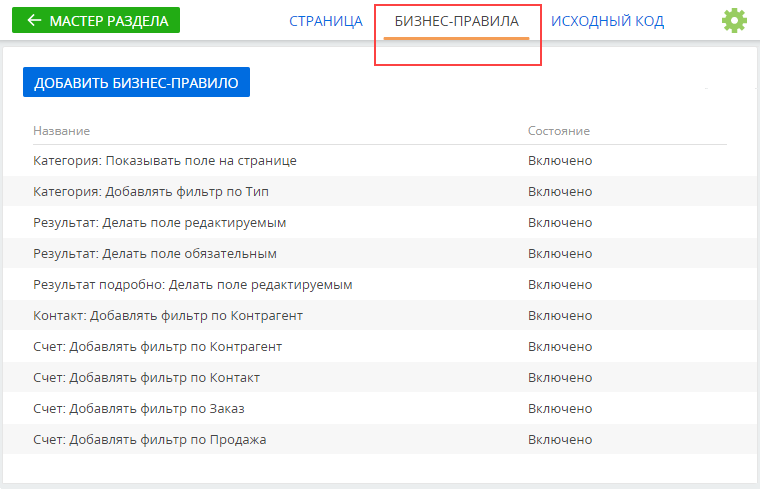 МАСТЕР РАЗДЕЛА СТРАНИЦА БИЗНЕС-ПРАВИЛА ИСХОДНЫЙ КОД
ДОБАВИТЬ БИЗНЕС-ПРАВИЛО
Название Состояние
Категория: Показывать поле на странице Включено
Категория: Добавлять фильтр по Тип Включено
Результат: Делать поле редактируемым Включено
Результат: Делать поле обязательным Включено
Результат подробно: Делать поле редактируемым Включено
Контакт: Добавлять фильтр по Контрагент Включено
Счет: Добавлять фильтр по Контрагент Включено
Счет: Добавлять фильтр по Контакт Включено
Счет: Добавлять фильтр по Заказ Включено
Счет: Добавлять фильтр по Продажа Включено